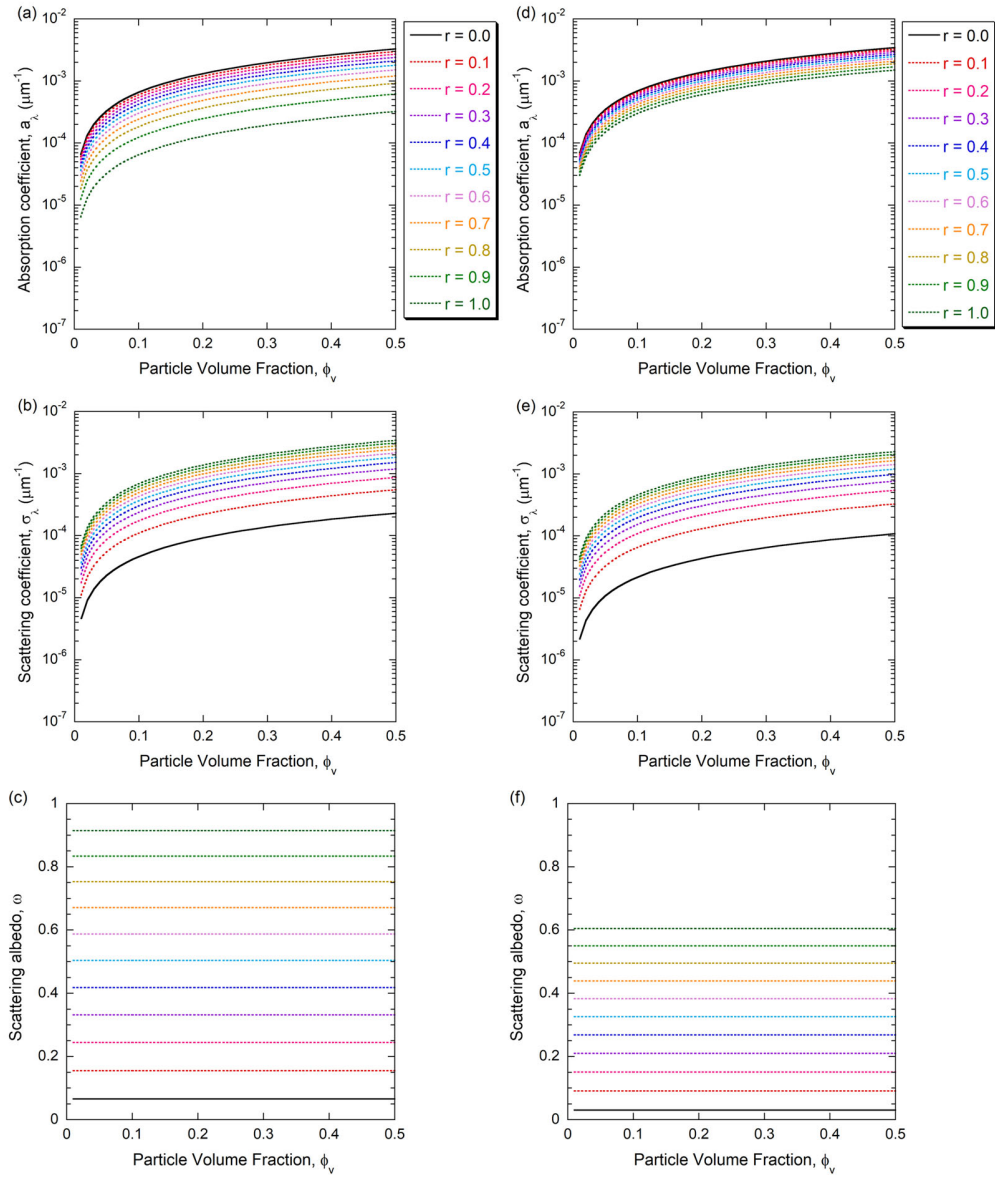 (a)
10⁻²
10⁻³
10⁻⁴
10⁻⁵
10⁻⁶
10⁻⁷
Absorption coefficient, a_λ (μm⁻¹)
0 0.1 0.2 0.3 0.4 0.5
Particle Volume Fraction, ϕ_v
r = 0.0
r = 0.1
r = 0.2
r = 0.3
r = 0.4
r = 0.5
r = 0.6
r = 0.7
r = 0.8
r = 0.9
r = 1.0
(d)
10⁻²
10⁻³
10⁻⁴
10⁻⁵
10⁻⁶
10⁻⁷
Absorption coefficient, a_λ (μm⁻¹)
0 0.1 0.2 0.3 0.4 0.5
Particle Volume Fraction, ϕ_v
r = 0.0
r = 0.1
r = 0.2
r = 0.3
r = 0.4
r = 0.5
r = 0.6
r = 0.7
r = 0.8
r = 0.9
r = 1.0
(b)
10⁻²
10⁻³
10⁻⁴
10⁻⁵
10⁻⁶
10⁻⁷
Scattering coefficient, σ_λ (μm⁻¹)
0 0.1 0.2 0.3 0.4 0.5
Particle Volume Fraction, ϕ_v
(e)
10⁻²
10⁻³
10⁻⁴
10⁻⁵
10⁻⁶
10⁻⁷
Scattering coefficient, σ_λ (μm⁻¹)
0 0.1 0.2 0.3 0.4 0.5
Particle Volume Fraction, ϕ_v
(c)
1
0.8
0.6
0.4
0.2
0
Scattering albedo, ω
0 0.1 0.2 0.3 0.4 0.5
Particle Volume Fraction, ϕ_v
(f)
1
0.8
0.6
0.4
0.2
0
Scattering albedo, ω
0 0.1 0.2 0.3 0.4 0.5
Particle Volume Fraction, ϕ_v